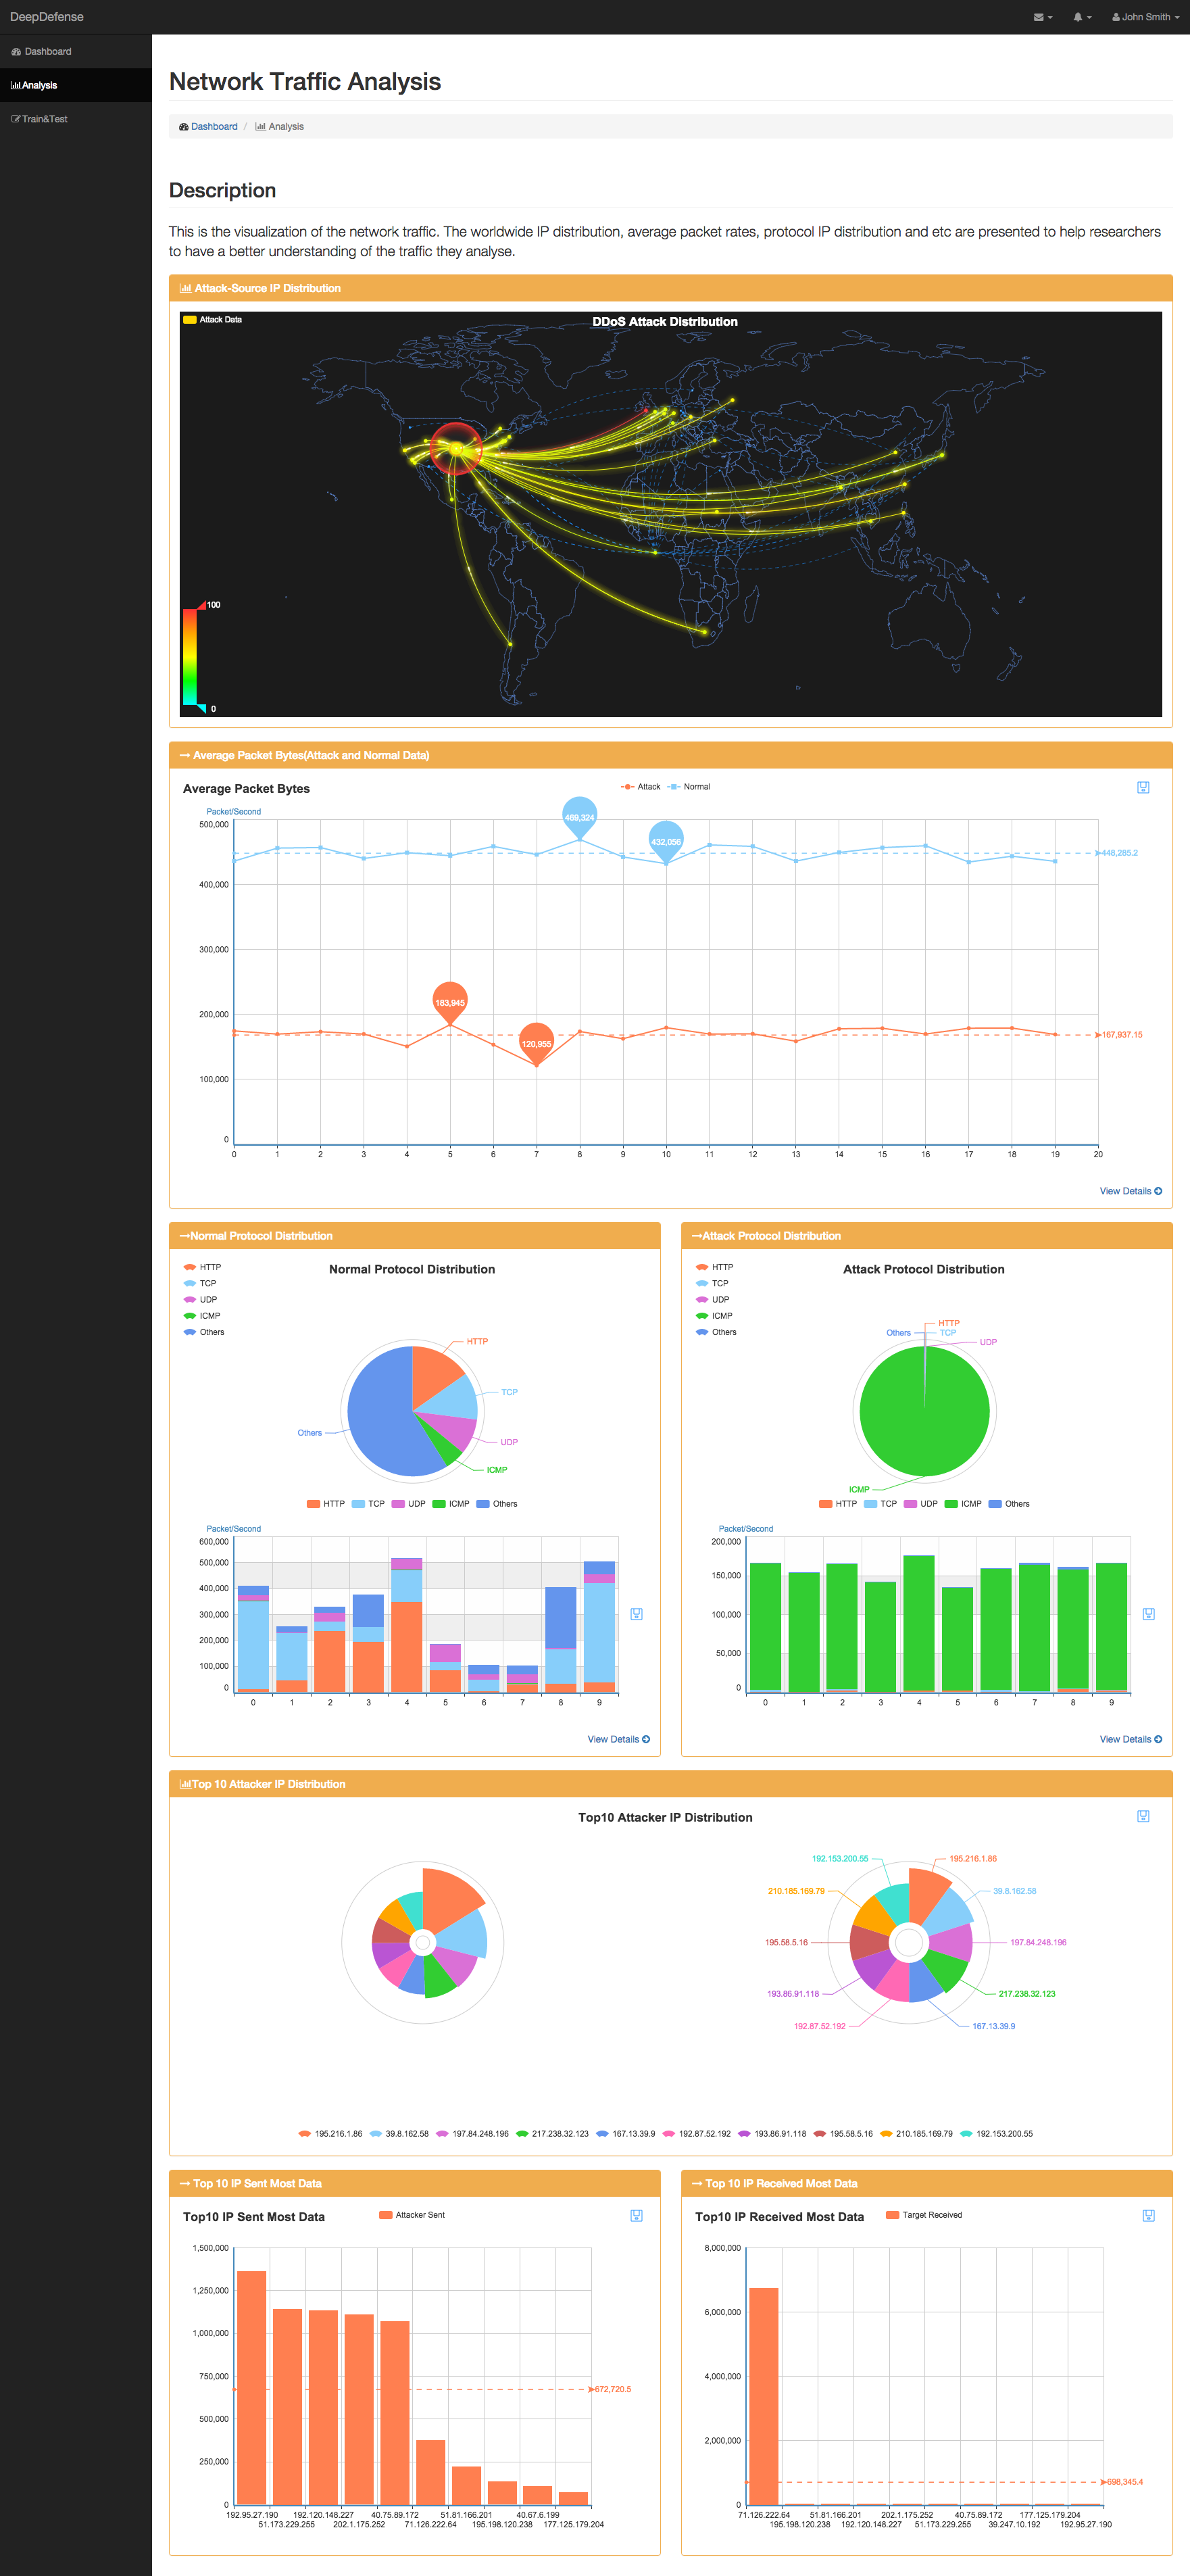 DeepDefense
John Smith
Dashboard
Analysis
Train&Test
Network Traffic Analysis
Dashboard / Analysis
Description
This is the visualization of the network traffic. The worldwide IP distribution, average packet rates, protocol IP distribution and etc are presented to help researchers
to have a better understanding of the traffic they analyse.
Attack-Source IP Distribution
Attack Data
DDoS Attack Distribution
100
0
Average Packet Bytes(Attack and Normal Data)
Average Packet Bytes
Attack Normal
Packet/Second
500,000
469,324
432,056
448,285.2
400,000
300,000
200,000
183,945
120,955
167,937.15
100,000
0
0 1 2 3 4 5 6 7 8 9 10 11 12 13 14 15 16 17 18 19 20
View Details
Normal Protocol Distribution
HTTP
TCP
UDP
ICMP
Others
Normal Protocol Distribution
HTTP
TCP
UDP
ICMP
Others
HTTP TCP UDP ICMP Others
Packet/Second
600,000
500,000
400,000
300,000
200,000
100,000
0
0 1 2 3 4 5 6 7 8 9
View Details
Attack Protocol Distribution
HTTP
TCP
UDP
ICMP
Others
Attack Protocol Distribution
HTTP
Others
TCP
UDP
ICMP
HTTP TCP UDP ICMP Others
Packet/Second
200,000
150,000
100,000
50,000
0
0 1 2 3 4 5 6 7 8 9
View Details
Top 10 Attacker IP Distribution
Top10 Attacker IP Distribution
192.153.200.55
195.216.1.86
210.185.169.79
39.8.162.58
195.58.5.16
197.84.248.196
193.86.91.118
217.238.32.123
192.87.52.192
167.13.39.9
195.216.1.86 39.8.162.58 197.84.248.196 217.238.32.123 167.13.39.9 192.87.52.192 193.86.91.118 195.58.5.16 210.185.169.79 192.153.200.55
Top 10 IP Sent Most Data
Top10 IP Sent Most Data
Attacker Sent
1,500,000
1,250,000
1,000,000
750,000
672,720.5
500,000
250,000
0
192.95.27.190 192.120.148.227 40.75.89.172 51.81.166.201 40.67.6.199
51.173.229.255 202.1.175.252 71.126.222.64 195.198.120.238 177.125.179.204
Top 10 IP Received Most Data
Top10 IP Received Most Data
Target Received
8,000,000
6,000,000
4,000,000
2,000,000
698,345.4
0
71.126.222.64 51.81.166.201 202.1.175.252 40.75.89.172 177.125.179.204
195.198.120.238 192.120.148.227 51.173.229.255 39.247.10.192 192.95.27.190